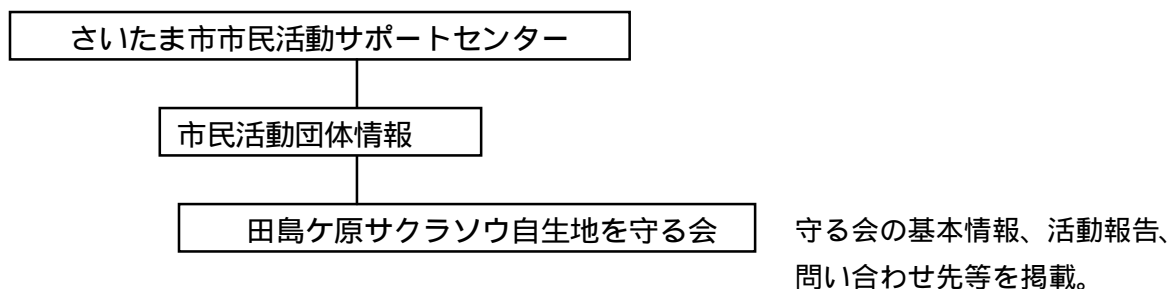 さいたま市市民活動サポートセンター
市民活動団体情報
田島ケ原サクラソウ自生地を守る会
守る会の基本情報、活動報告、
問い合わせ先等を掲載。